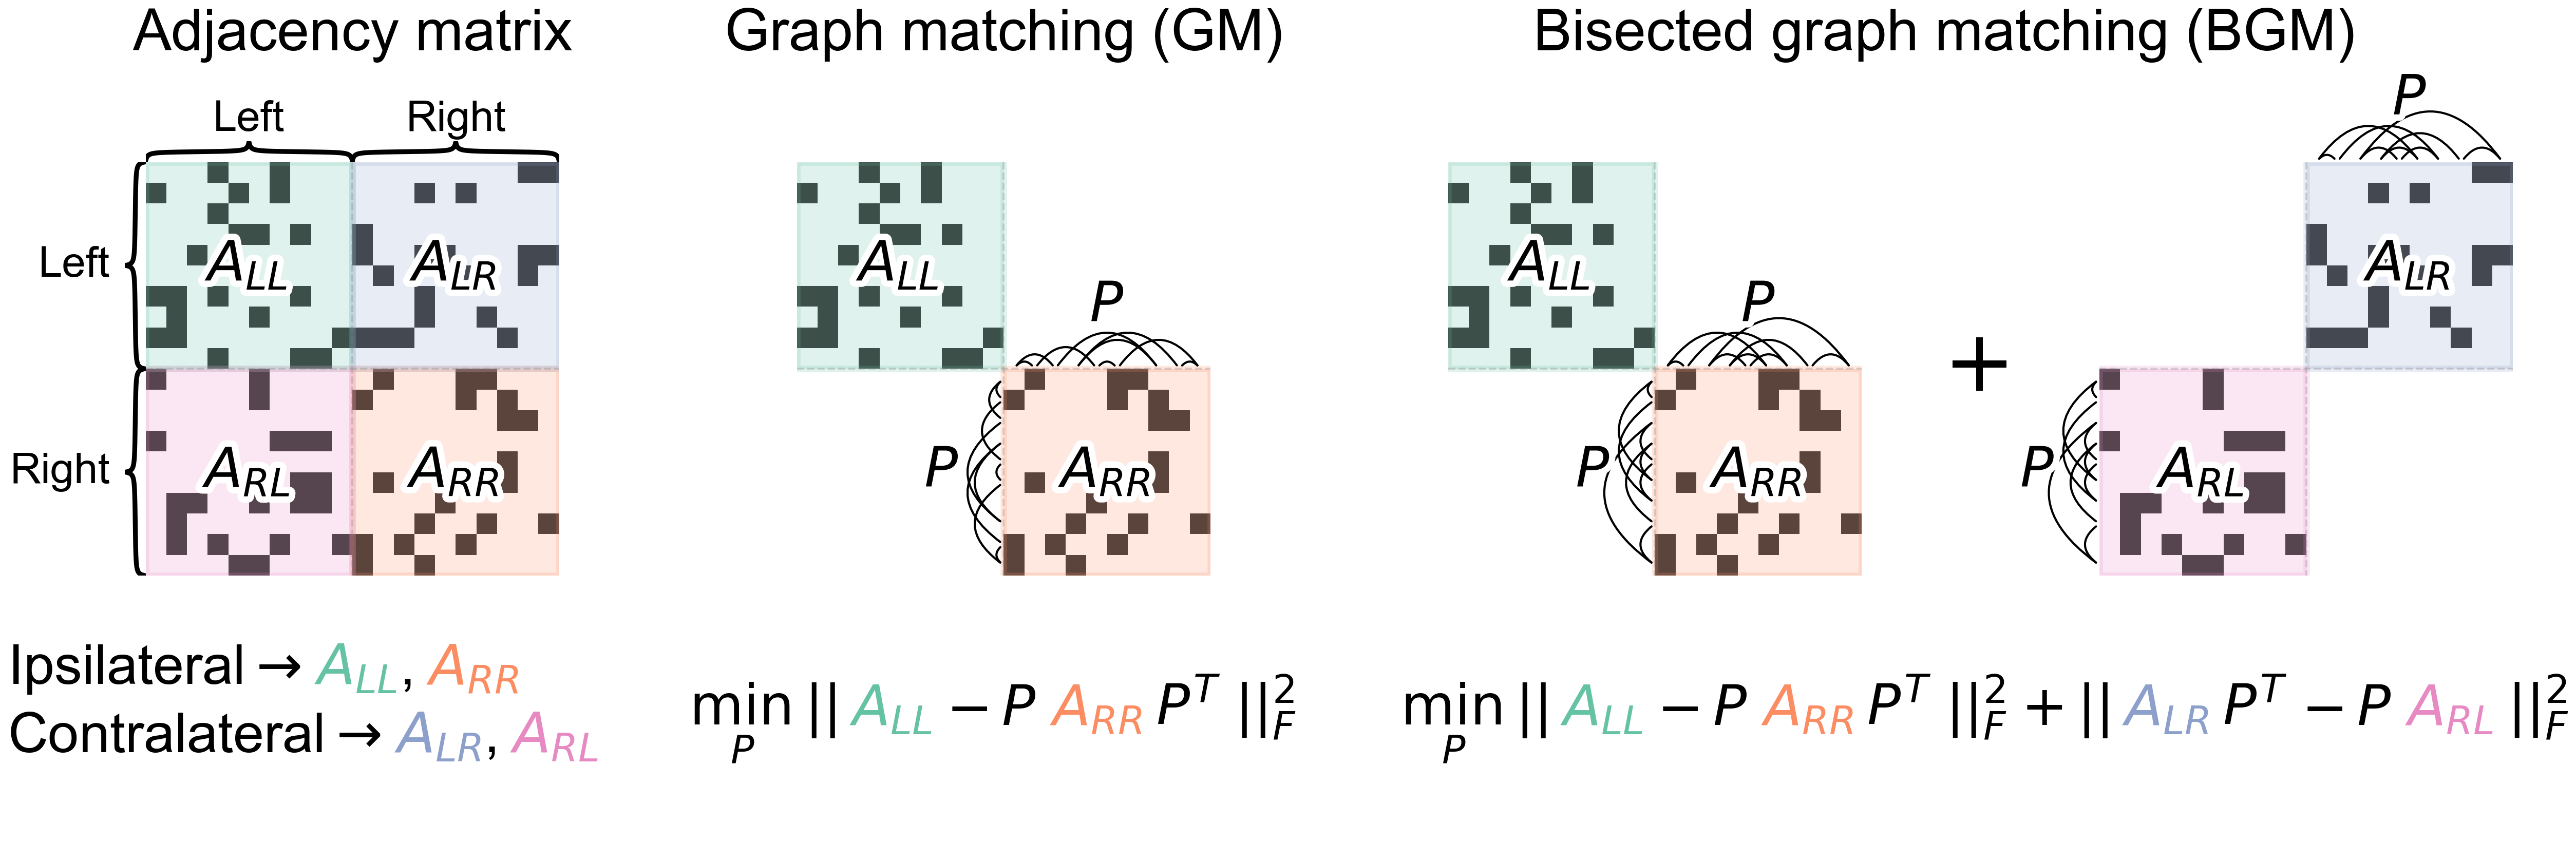 Adjacency matrix
Left Right
Left
Right
A_{LL} A_{LR}
A_{RL} A_{RR}
Ipsilateral → A_{LL}, A_{RR}
Contralateral → A_{LR}, A_{RL}
Graph matching (GM)
A_{LL}
P
P
A_{RR}
min_P || A_{LL} − P A_{RR} P^T ||_F^2
Bisected graph matching (BGM)
A_{LL}
P
P
A_{RR}
+
P
A_{LR}
P
A_{RL}
min_P || A_{LL} − P A_{RR} P^T ||_F^2 + || A_{LR} P^T − P A_{RL} ||_F^2